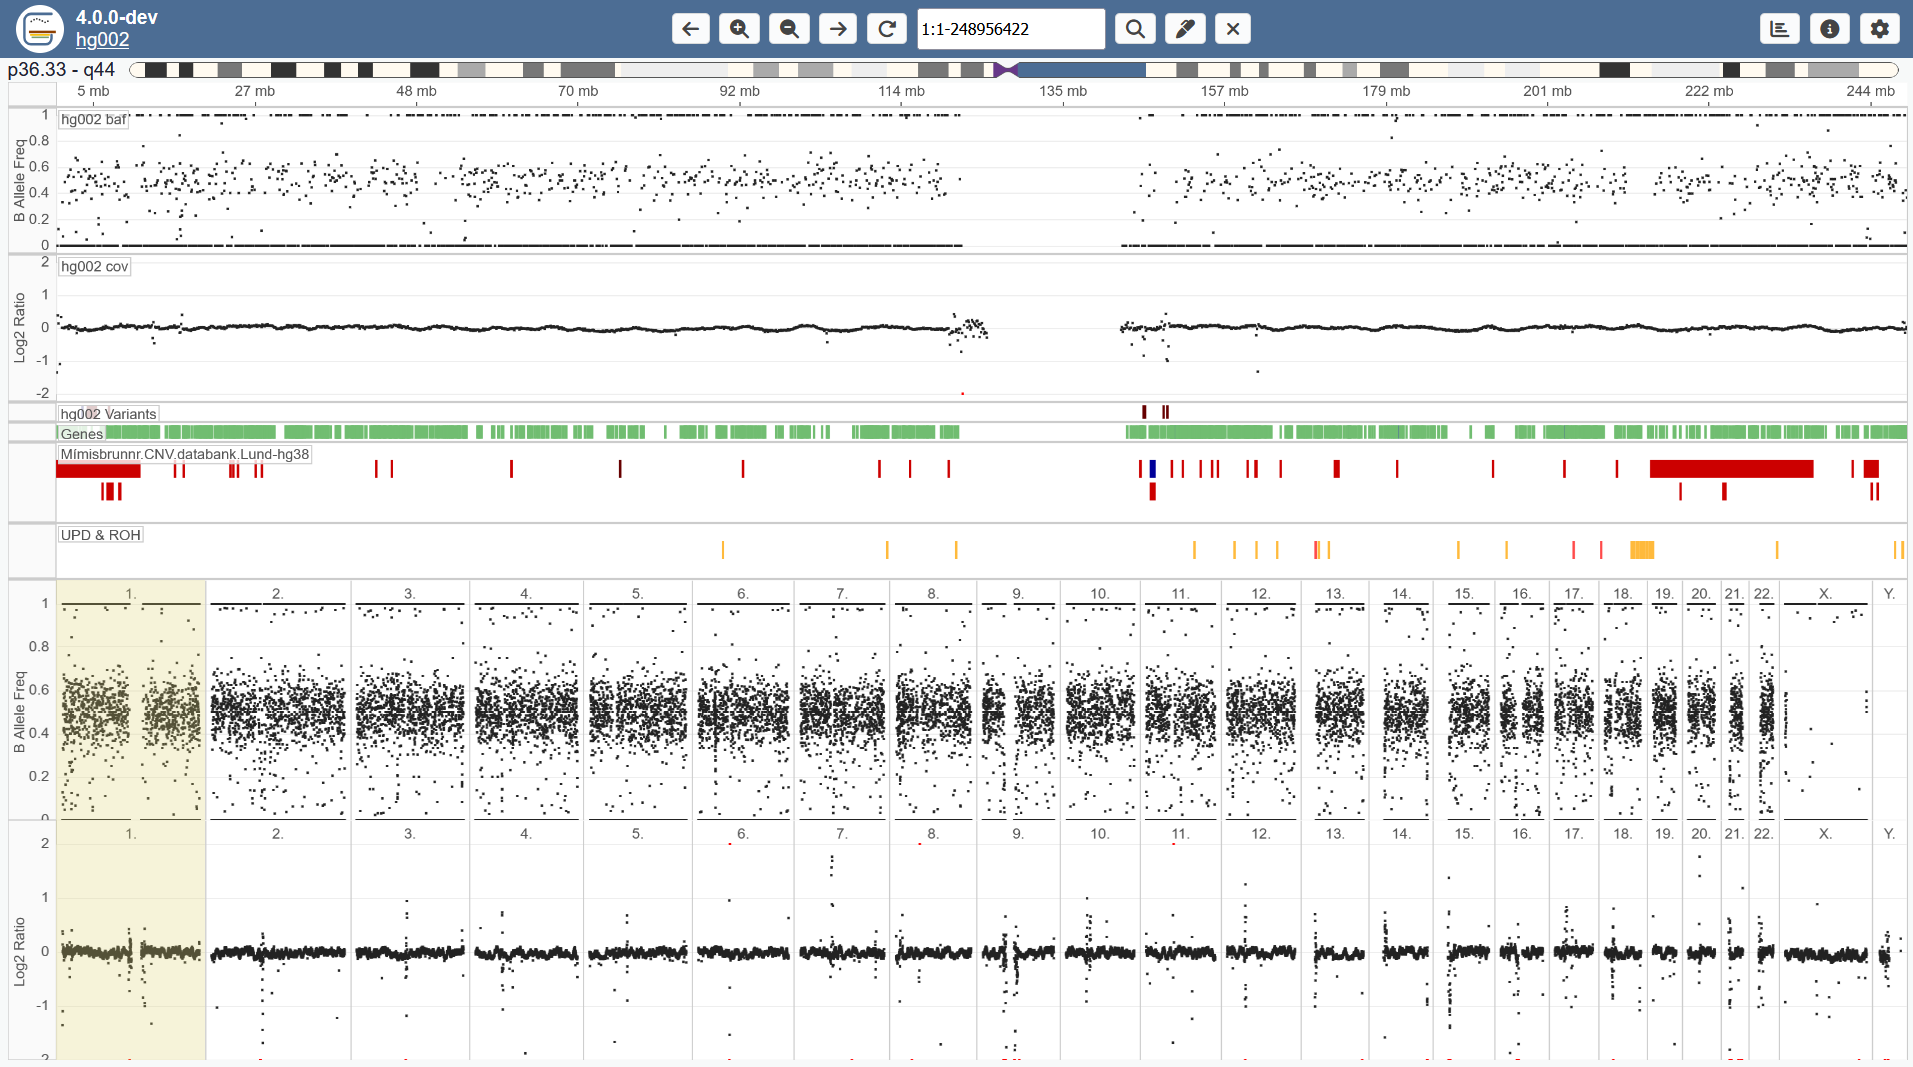 4.0.0-dev
hg002
1:1-248956422
p36.33 - q44
5 mb 27 mb 48 mb 70 mb 92 mb 114 mb 135 mb 157 mb 179 mb 201 mb 222 mb 244 mb
hg002 baf
B Allele Freq
1
0.8
0.6
0.4
0.2
0
hg002 cov
Log2 Ratio
2
1
0
-1
-2
hg002 Variants
Genes
Mímisbrunnr.CNV.databank.Lund-hg38
UPD & ROH
1. 2. 3. 4. 5. 6. 7. 8. 9. 10. 11. 12. 13. 14. 15. 16. 17. 18. 19. 20. 21. 22. X. Y.
B Allele Freq
1
0.8
0.6
0.4
0.2
0
1. 2. 3. 4. 5. 6. 7. 8. 9. 10. 11. 12. 13. 14. 15. 16. 17. 18. 19. 20. 21. 22. X. Y.
Log2 Ratio
2
1
0
-1
-2